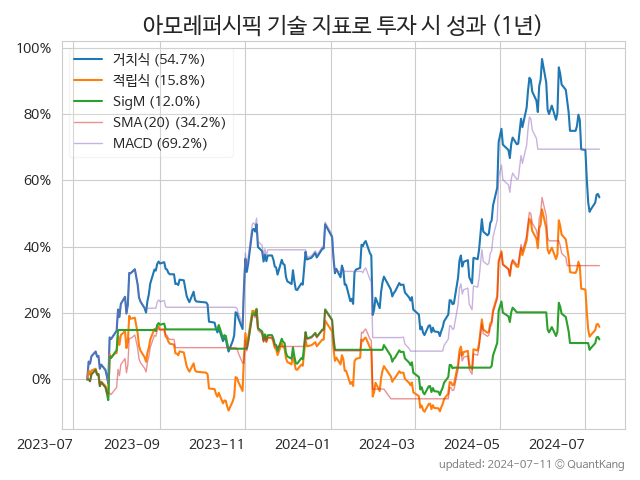 아모레퍼시픽 기술 지표로 투자 시 성과 (1년)
거치식 (54.7%)
적립식 (15.8%)
SigM (12.0%)
SMA(20) (34.2%)
MACD (69.2%)
100%
80%
60%
40%
20%
0%
2023-07 2023-09 2023-11 2024-01 2024-03 2024-05 2024-07
updated: 2024-07-11 © QuantKang